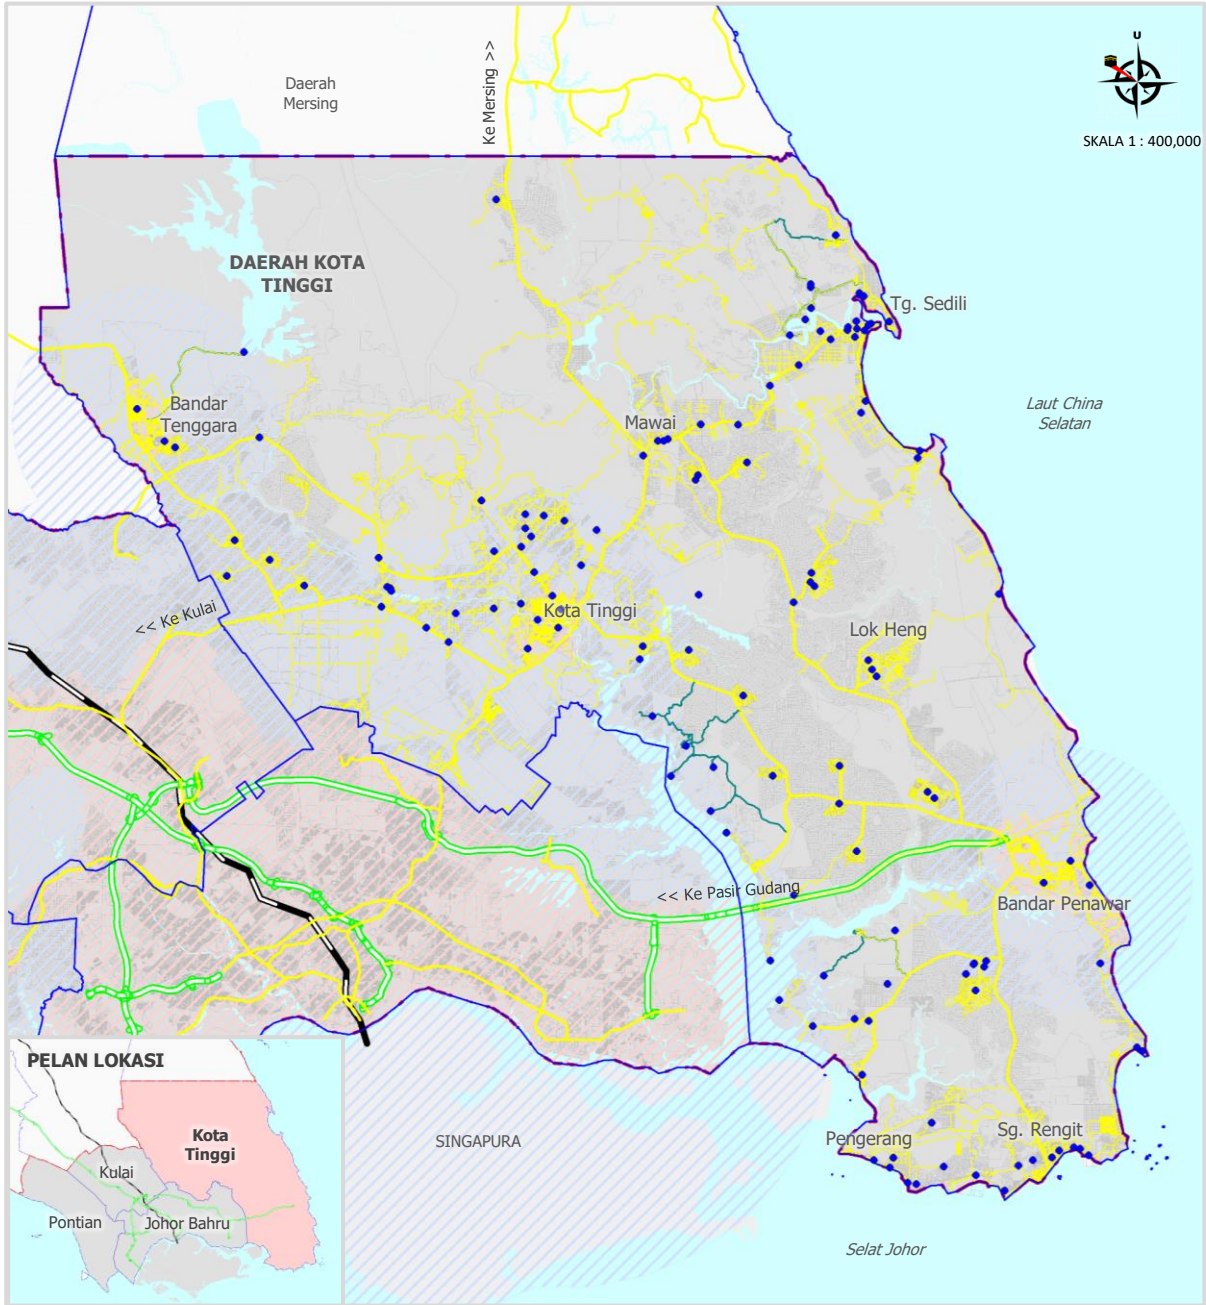 U
SKALA 1 : 400,000
Daerah
Mersing
Ke Mersing >>
DAERAH KOTA
TINGGI
Tg. Sedili
Bandar
Tenggara
Mawai
Laut China
Selatan
Kota Tinggi
<< Ke Kulai
Lok Heng
<< Ke Pasir Gudang
Bandar Penawar
PELAN LOKASI
Kota
Tinggi
Kulai
Pontian
Johor Bahru
SINGAPURA
Pengerang
Sg. Rengit
Selat Johor